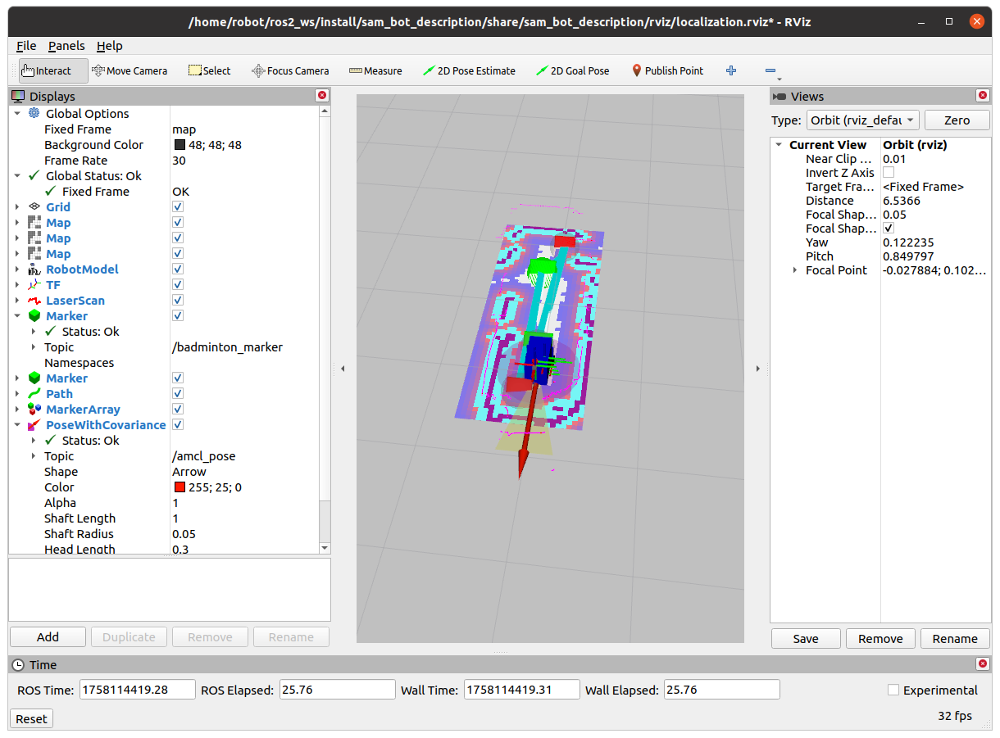 /home/robot/ros2_ws/install/sam_bot_description/share/sam_bot_description/rviz/localization.rviz* - RViz
File Panels Help
Interact Move Camera Select Focus Camera Measure 2D Pose Estimate 2D Goal Pose Publish Point
Displays
Global Options
Fixed Frame map
Background Color 48; 48; 48
Frame Rate 30
Global Status: Ok
Fixed Frame OK
Grid
Map
Map
Map
RobotModel
TF
LaserScan
Marker
Status: Ok
Topic /badminton_marker
Namespaces
Marker
Path
MarkerArray
PoseWithCovariance
Status: Ok
Topic /amcl_pose
Shape Arrow
Color 255; 25; 0
Alpha 1
Shaft Length 1
Shaft Radius 0.05
Head Length 0.3
Add Duplicate Remove Rename
Views
Type: Orbit (rviz_defau Zero
Current View Orbit (rviz)
Near Clip … 0.01
Invert Z Axis
Target Fra… <Fixed Frame>
Distance 6.5366
Focal Shap… 0.05
Focal Shap…
Yaw 0.122235
Pitch 0.849797
Focal Point -0.027884; 0.102…
Save Remove Rename
Time
ROS Time: 1758114419.28 ROS Elapsed: 25.76 Wall Time: 1758114419.31 Wall Elapsed: 25.76 Experimental
Reset 32 fps